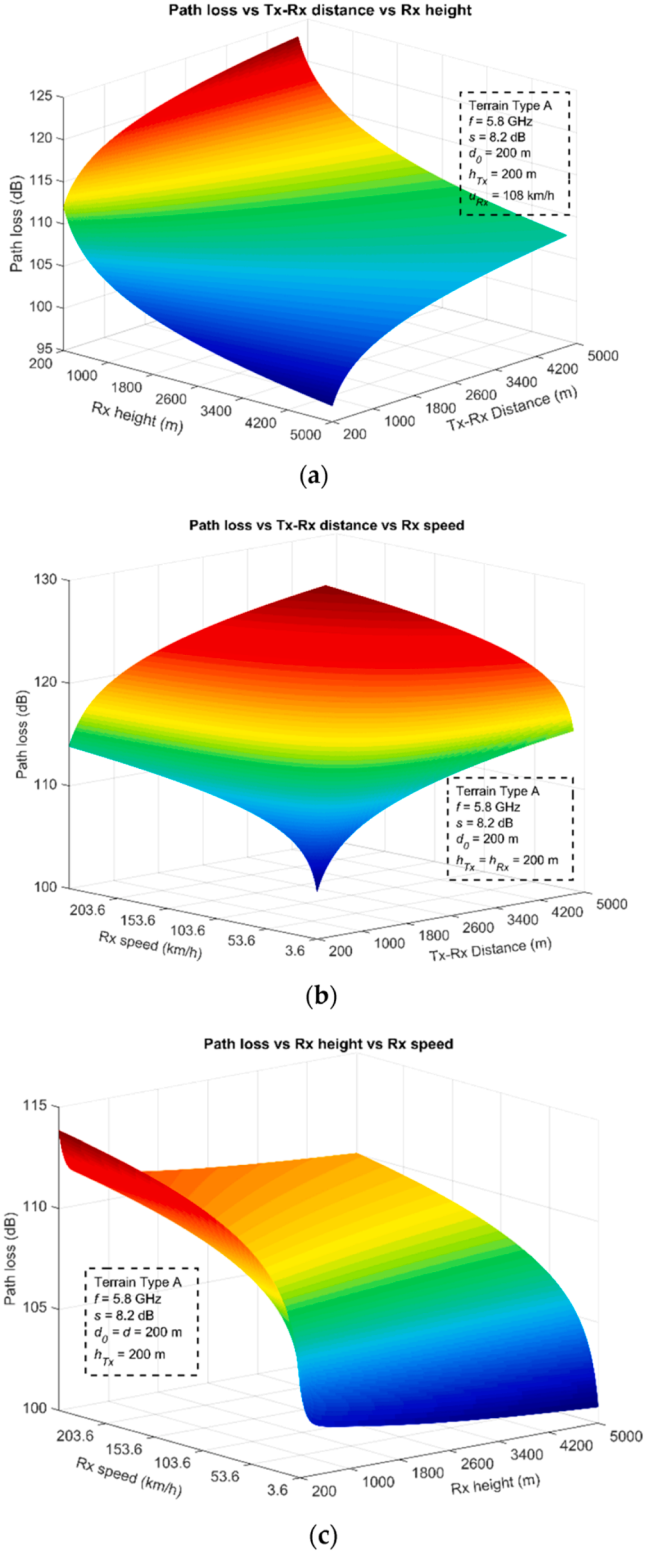 Path loss vs Tx-Rx distance vs Rx height
125
120
115
110
105
100
95
Path loss (dB)
Terrain Type A
f = 5.8 GHz
s = 8.2 dB
d0 = 200 m
hTx = 200 m
uRx = 108 km/h
200
1000
1800
2600
3400
4200
5000
Rx height (m)
200
1000
1800
2600
3400
4200
5000
Tx-Rx Distance (m)
(a)
Path loss vs Tx-Rx distance vs Rx speed
130
120
110
100
Path loss (dB)
Terrain Type A
f = 5.8 GHz
s = 8.2 dB
d0 = 200 m
hTx = hRx = 200 m
203.6
153.6
103.6
53.6
3.6
Rx speed (km/h)
200
1000
1800
2600
3400
4200
5000
Tx-Rx Distance (m)
(b)
Path loss vs Rx height vs Rx speed
115
110
105
100
Path loss (dB)
Terrain Type A
f = 5.8 GHz
s = 8.2 dB
d0 = d = 200 m
hTx = 200 m
203.6
153.6
103.6
53.6
3.6
Rx speed (km/h)
200
1000
1800
2600
3400
4200
5000
Rx height (m)
(c)